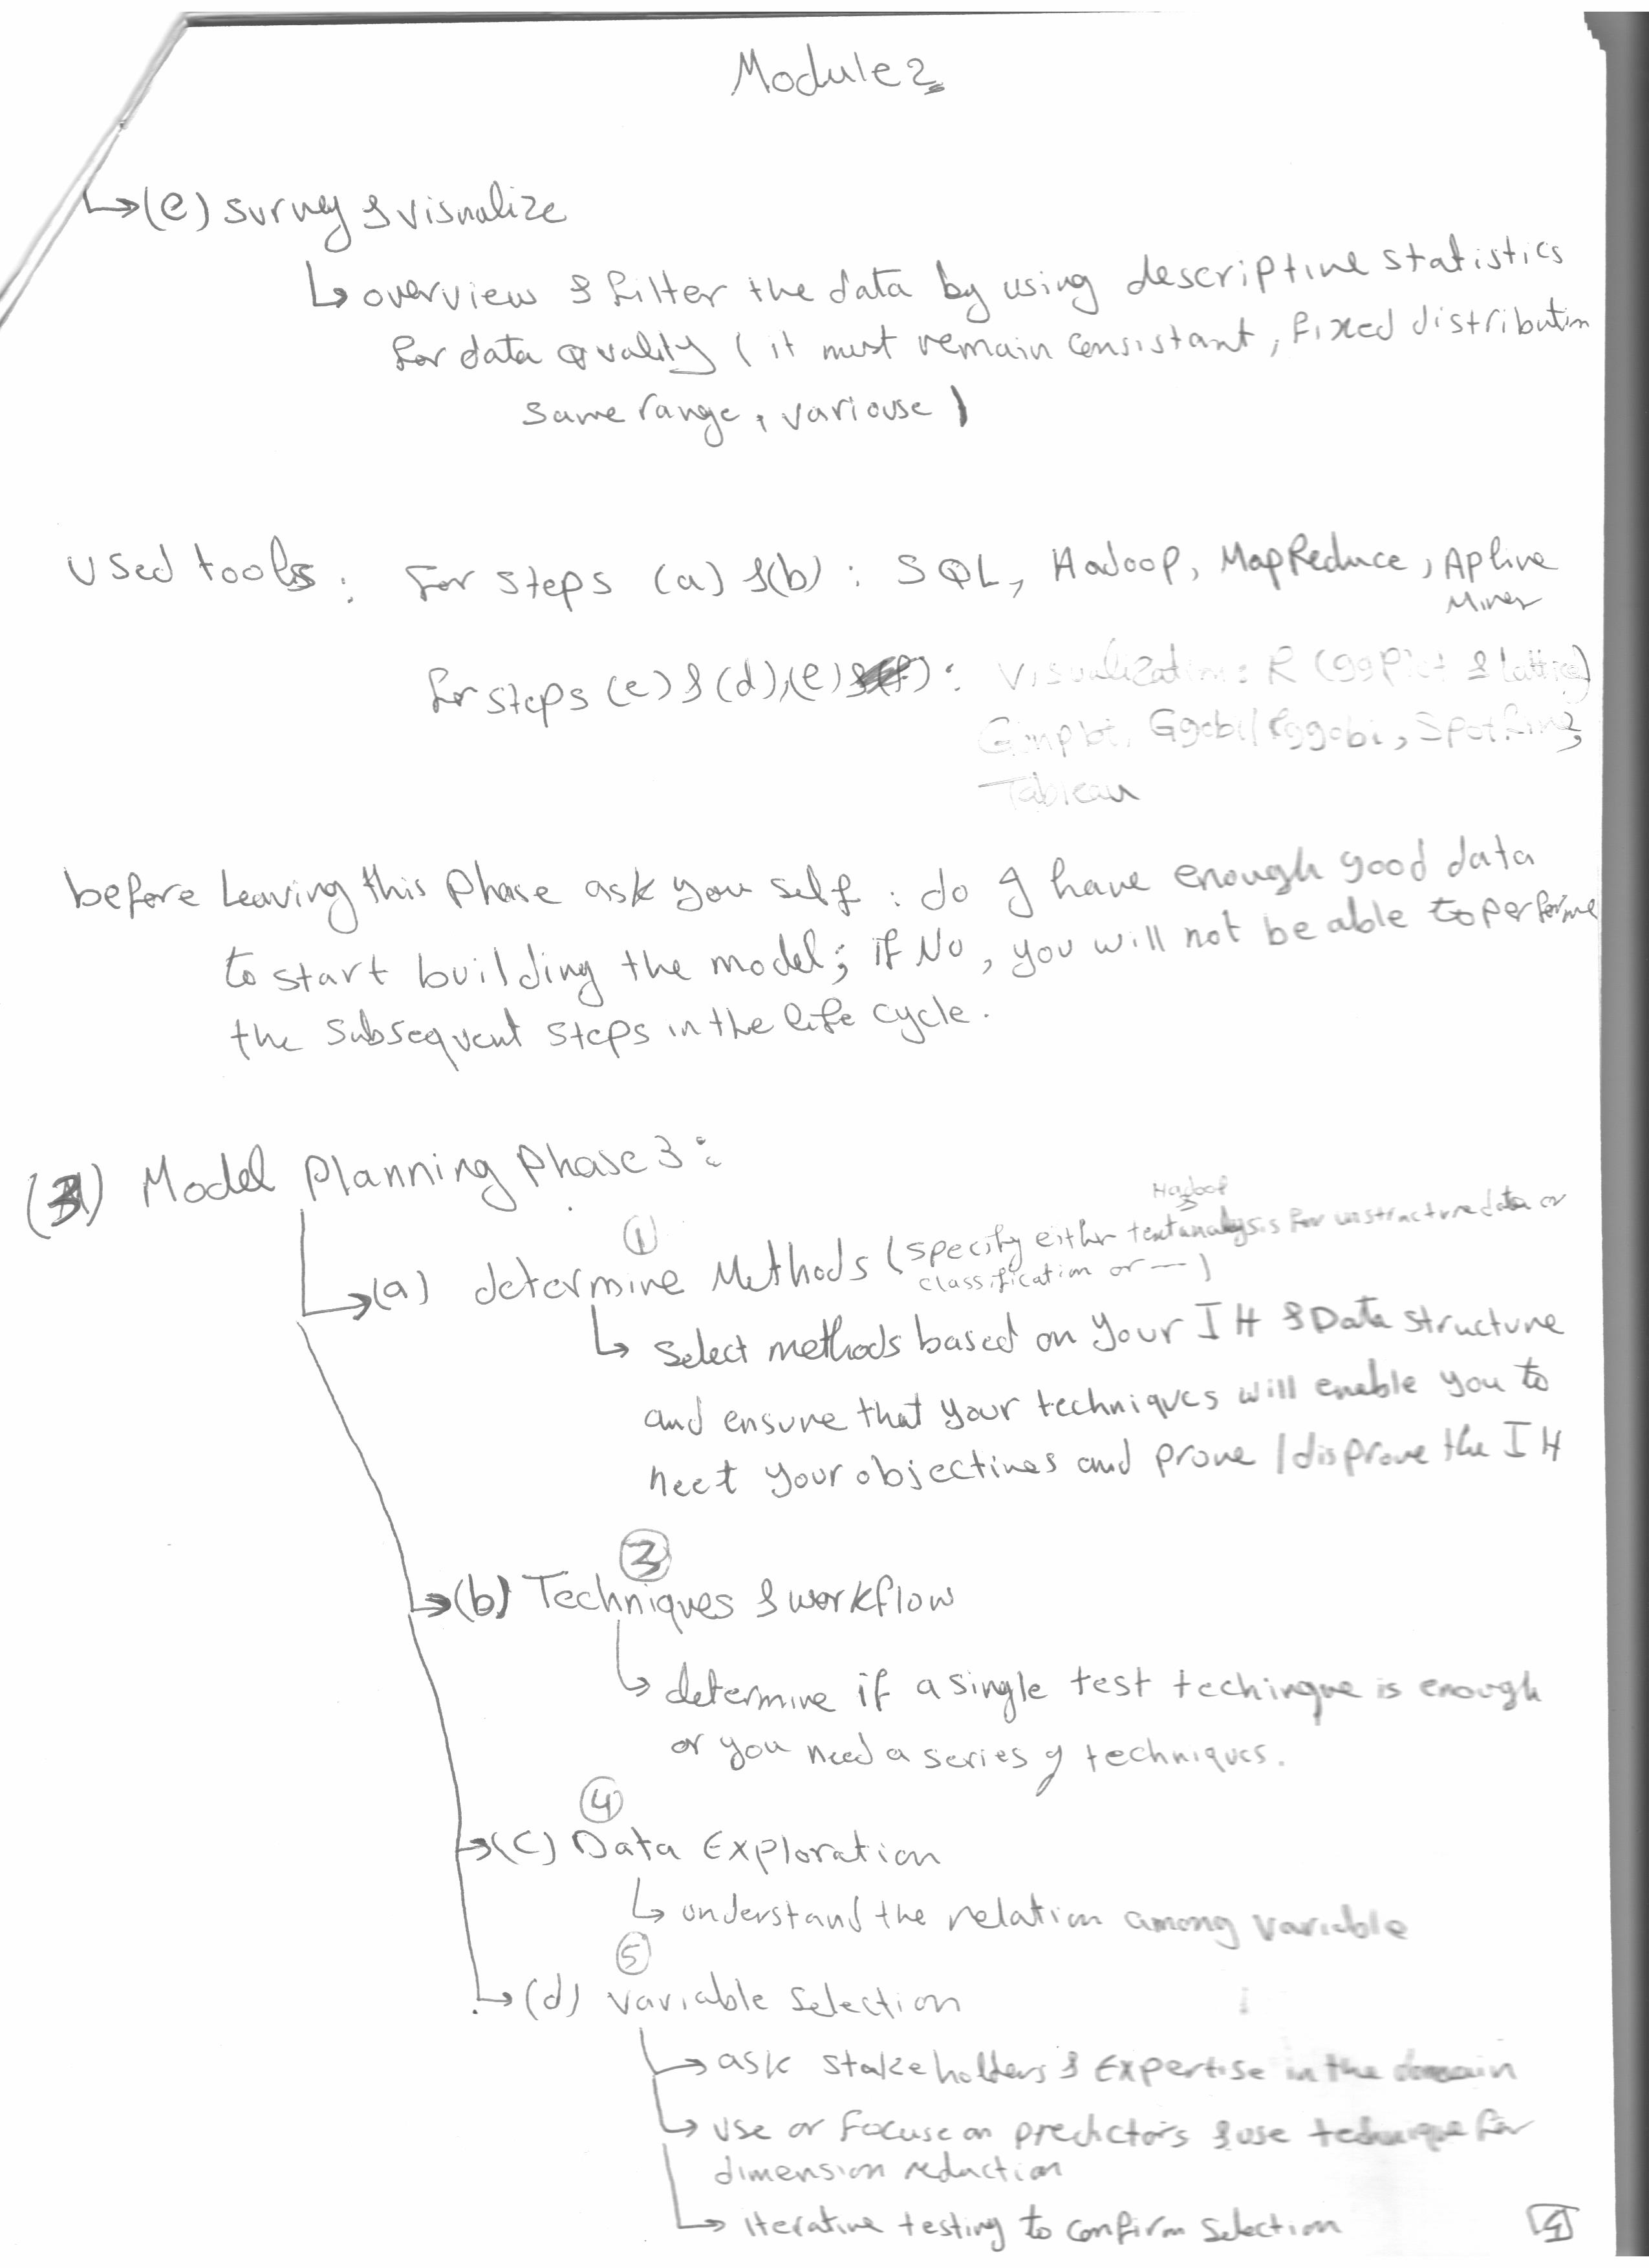 Module 2
↳(e) survey & visualize
↳ overview & filter the data by using descriptive statistics
for data quality ( it must remain consistant, fixed distribution
same range, variouse )
Used tools : For steps (a) & (b) : SQL, Hadoop, MapReduce, Apline
Miner
for steps (c) & (d), (e) : Visualization : R (ggplot & lattice)
Gnuplot, Ggobi/Rggobi, Spotfire,
Tableau
before Leaving this Phase ask you self : do I have enough good data
to start building the model; if No, you will not be able to performe
the subsequent steps in the life cycle.
(3) Model Planning Phase 3 :
Hadoop
① (specify either text analysis for unstructure data or
↳(a) determine Methods classification or — )
↳ Select methods based on your IH & Data structure
and ensure that your techniques will enable you to
meet your objectives and prove / disprove the IH
③
↳(b) Techniques & workflow
↳ determine if a single test techinque is enough
or you need a series of techniques.
④
↳(c) Data Exploration
↳ understand the relation among variable
⑤
↳(d) variable Selection
↳ ask stakeholders & Expertise in the domain
↳ use or focuse on predictors & use technique for
dimension reduction
↳ iterative testing to confirm selection